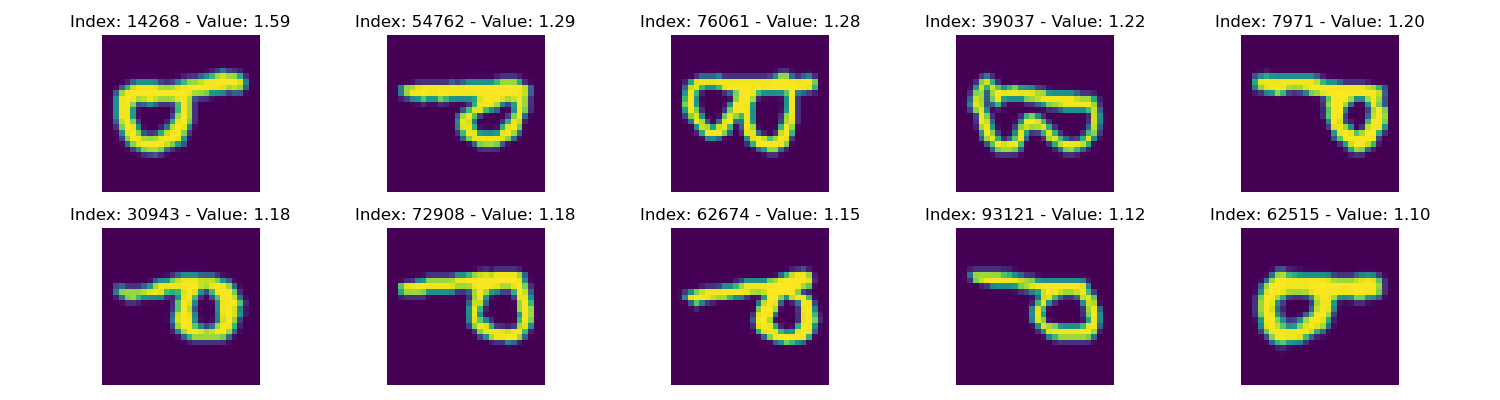 Index: 14268 - Value: 1.59
Index: 54762 - Value: 1.29
Index: 76061 - Value: 1.28
Index: 39037 - Value: 1.22
Index: 7971 - Value: 1.20
Index: 30943 - Value: 1.18
Index: 72908 - Value: 1.18
Index: 62674 - Value: 1.15
Index: 93121 - Value: 1.12
Index: 62515 - Value: 1.10